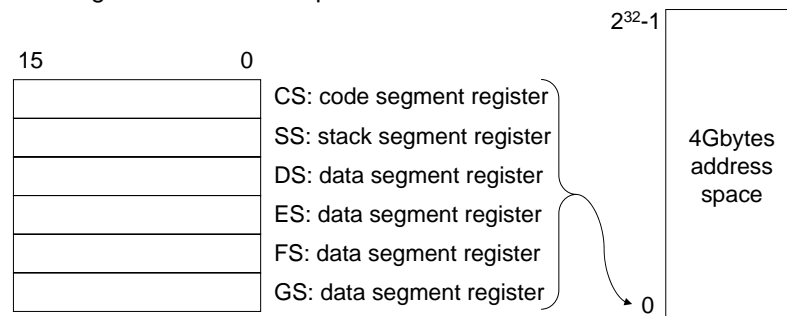 2³²-1
15 0
CS: code segment register
SS: stack segment register
DS: data segment register
ES: data segment register
FS: data segment register
GS: data segment register
4Gbytes
address
space
0